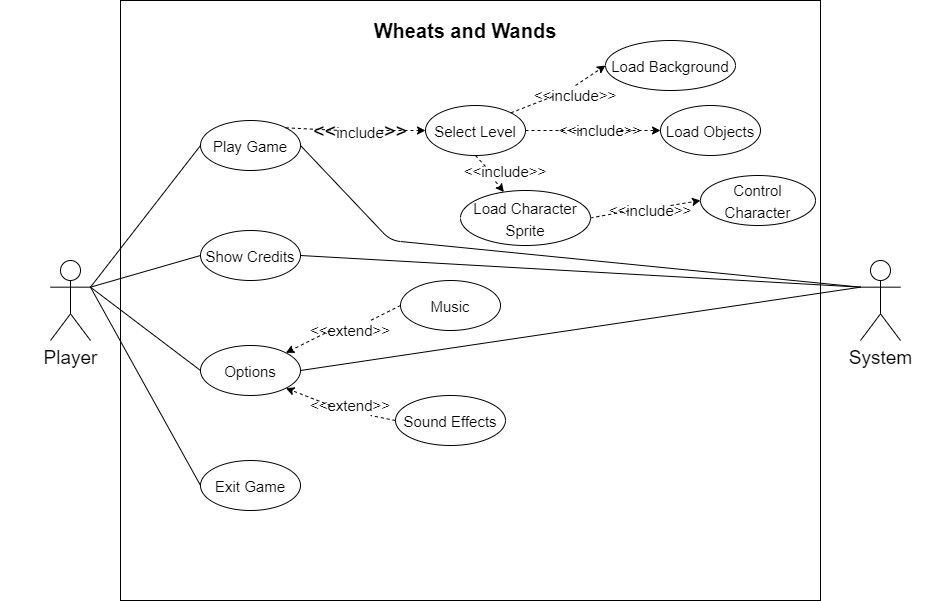 Wheats and Wands
Load Background
<<include>>
Play Game
<<include>>
Select Level
<<include>>
Load Objects
<<include>>
Load Character
Sprite
<<include>>
Control
Character
Show Credits
Music
<<extend>>
Options
<<extend>>
Sound Effects
Exit Game
Player
System